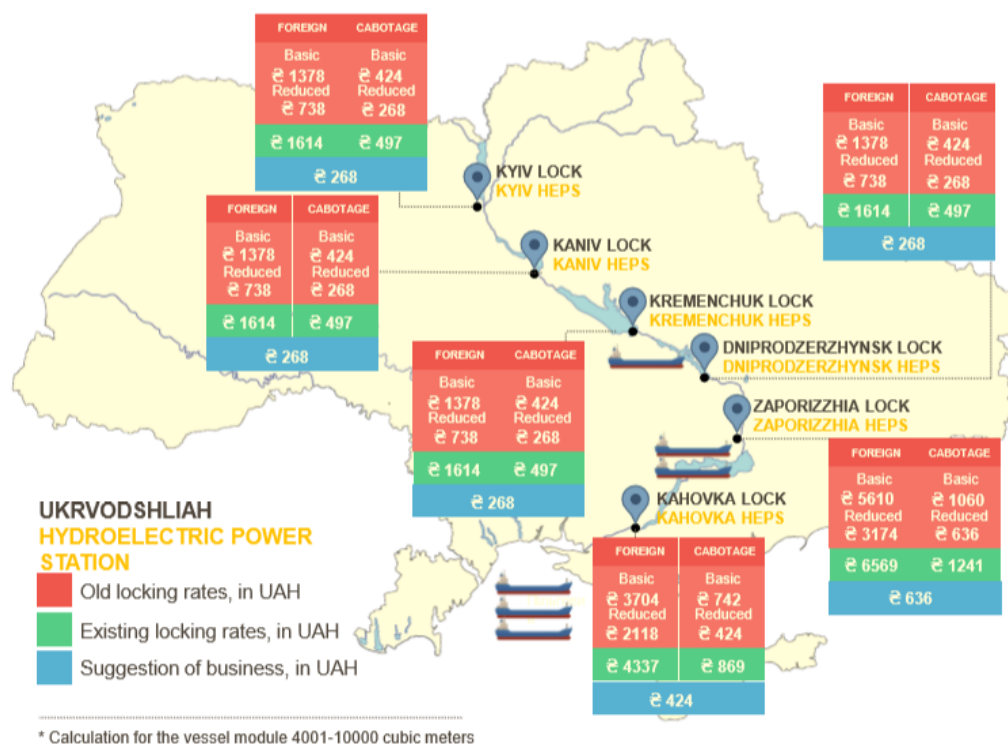 FOREIGN CABOTAGE
Basic Basic
₴ 1378 ₴ 424
Reduced Reduced
₴ 738 ₴ 268
₴ 1614 ₴ 497
₴ 268
KYIV LOCK
KYIV HEPS
FOREIGN CABOTAGE
Basic Basic
₴ 1378 ₴ 424
Reduced Reduced
₴ 738 ₴ 268
₴ 1614 ₴ 497
₴ 268
FOREIGN CABOTAGE
Basic Basic
₴ 1378 ₴ 424
Reduced Reduced
₴ 738 ₴ 268
₴ 1614 ₴ 497
₴ 268
KANIV LOCK
KANIV HEPS
KREMENCHUK LOCK
KREMENCHUK HEPS
DNIPRODZERZHYNSK LOCK
DNIPRODZERZHYNSK HEPS
FOREIGN CABOTAGE
Basic Basic
₴ 1378 ₴ 424
Reduced Reduced
₴ 738 ₴ 268
₴ 1614 ₴ 497
₴ 268
ZAPORIZZHIA LOCK
ZAPORIZZHIA HEPS
FOREIGN CABOTAGE
Basic Basic
₴ 5610 ₴ 1060
Reduced Reduced
₴ 3174 ₴ 636
₴ 6569 ₴ 1241
₴ 636
KAHOVKA LOCK
KAHOVKA HEPS
FOREIGN CABOTAGE
Basic Basic
₴ 3704 ₴ 742
Reduced Reduced
₴ 2118 ₴ 424
₴ 4337 ₴ 869
₴ 424
UKRVODSHLIAH
HYDROELECTRIC POWER
STATION
Old locking rates, in UAH
Existing locking rates, in UAH
Suggestion of business, in UAH
* Calculation for the vessel module 4001-10000 cubic meters